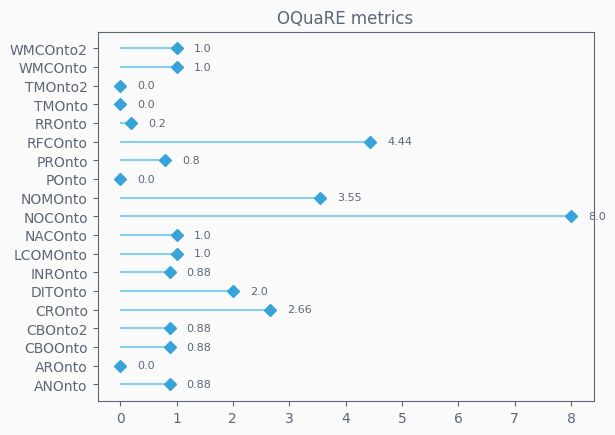 OQuaRE metrics
WMCOnto2 1.0
WMCOnto 1.0
TMOnto2 0.0
TMOnto 0.0
RROnto 0.2
RFCOnto 4.44
PROnto 0.8
POnto 0.0
NOMOnto 3.55
NOCOnto 8.0
NACOnto 1.0
LCOMOnto 1.0
INROnto 0.88
DITOnto 2.0
CROnto 2.66
CBOnto2 0.88
CBOOnto 0.88
AROnto 0.0
ANOnto 0.88
0 1 2 3 4 5 6 7 8